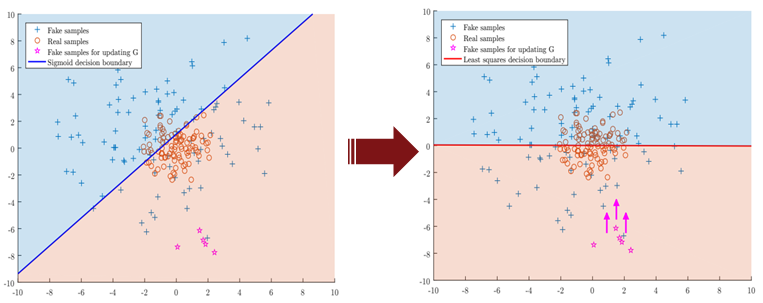 10
8
6
4
2
0
-2
-4
-6
-8
-10
-10 -8 -6 -4 -2 0 2 4 6 8 10
Fake samples
Real samples
Fake samples for updating G
Sigmoid decision boundary
10
8
6
4
2
0
-2
-4
-6
-8
-10
-10 -8 -6 -4 -2 0 2 4 6 8 10
Fake samples
Real samples
Fake samples for updating G
Least squares decision boundary